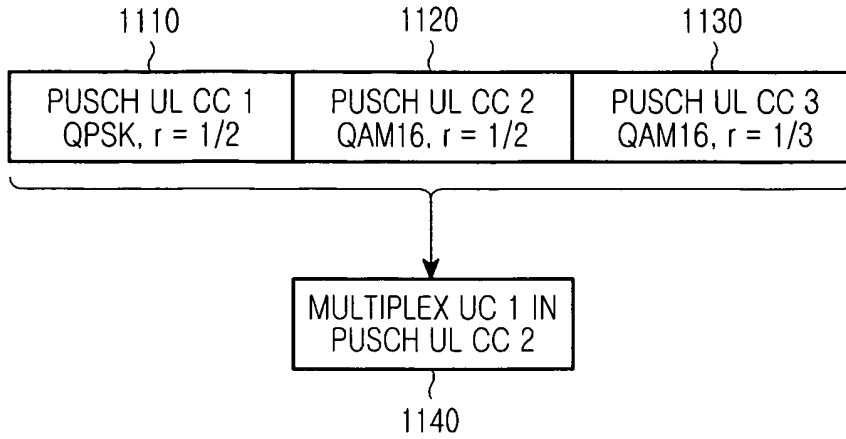 1110
1120
1130
PUSCH UL CC 1
QPSK, r = 1/2
PUSCH UL CC 2
QAM16, r = 1/2
PUSCH UL CC 3
QAM16, r = 1/3
MULTIPLEX UC 1 IN
PUSCH UL CC 2
1140